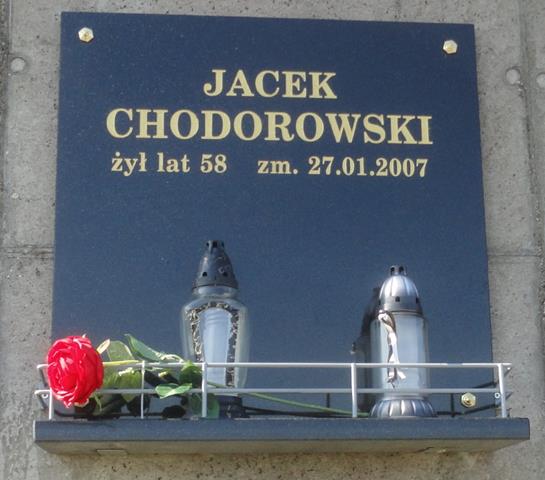 JACEK
CHODOROWSKI
żył lat 58 zm. 27.01.2007